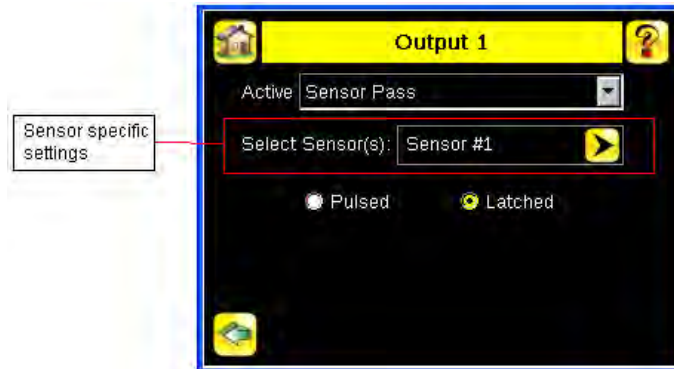 Output 1
?
Active Sensor Pass
Sensor specific
settings
Select Sensor(s): Sensor #1
Pulsed Latched